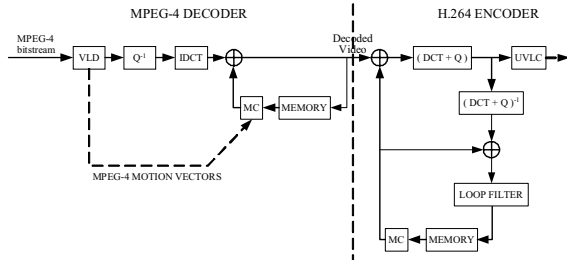 MPEG-4 DECODER
H.264 ENCODER
MPEG-4
bitstream
VLD
Q-1
IDCT
Decoded
Video
( DCT + Q )
UVLC
MC
MEMORY
( DCT + Q )-1
MPEG-4 MOTION VECTORS
LOOP FILTER
MC
MEMORY